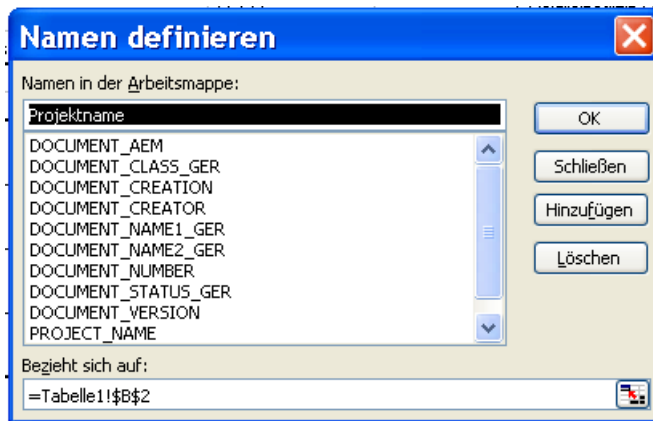 Namen definieren
Namen in der Arbeitsmappe:
Projektname
OK
DOCUMENT_AEM
DOCUMENT_CLASS_GER
Schließen
DOCUMENT_CREATION
DOCUMENT_CREATOR
Hinzufügen
DOCUMENT_NAME1_GER
DOCUMENT_NAME2_GER
Löschen
DOCUMENT_NUMBER
DOCUMENT_STATUS_GER
DOCUMENT_VERSION
PROJECT_NAME
Bezieht sich auf:
=Tabelle1!$B$2